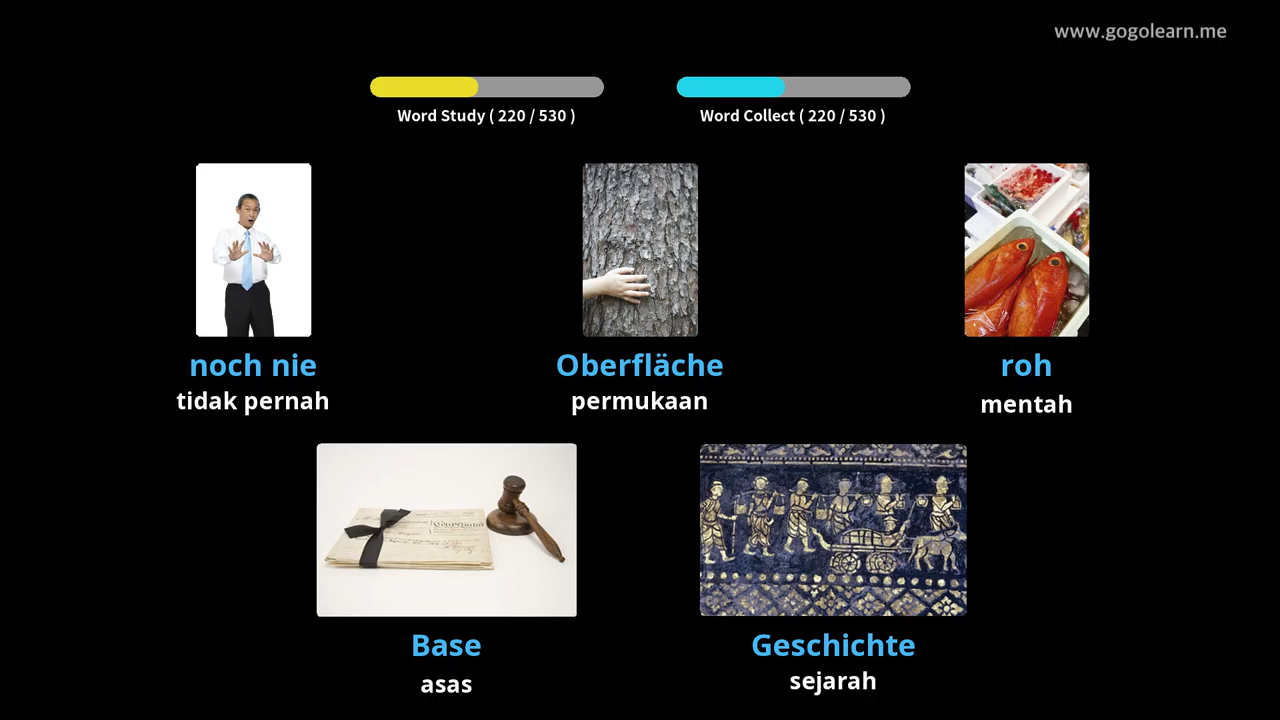 www.gogolearn.me
Word Study ( 220 / 530 )
Word Collect ( 220 / 530 )
noch nie
tidak pernah
Oberfläche
permukaan
roh
mentah
Base
asas
Geschichte
sejarah